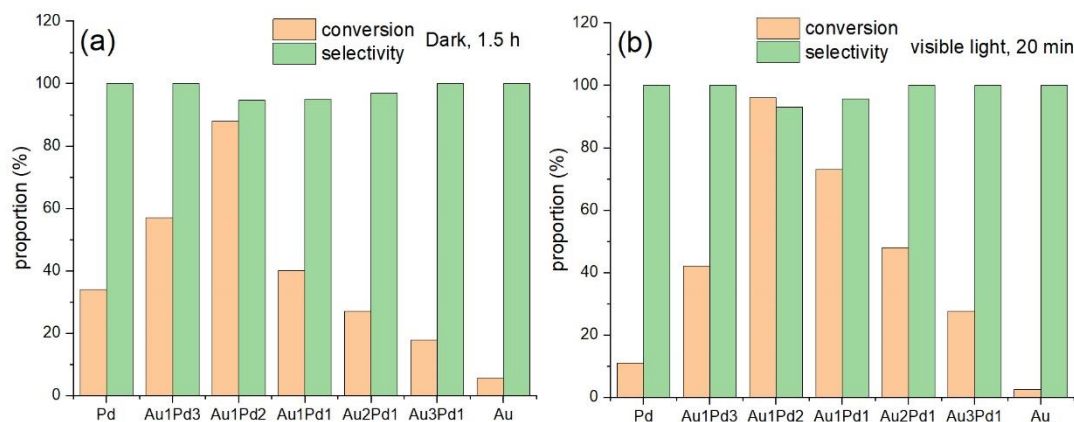 (a)
conversion
selectivity
Dark, 1.5 h
proportion (%)
120
100
80
60
40
20
0
Pd Au1Pd3 Au1Pd2 Au1Pd1 Au2Pd1 Au3Pd1 Au
(b)
conversion
selectivity
visible light, 20 min
proportion (%)
120
100
80
60
40
20
0
Pd Au1Pd3 Au1Pd2 Au1Pd1 Au2Pd1 Au3Pd1 Au